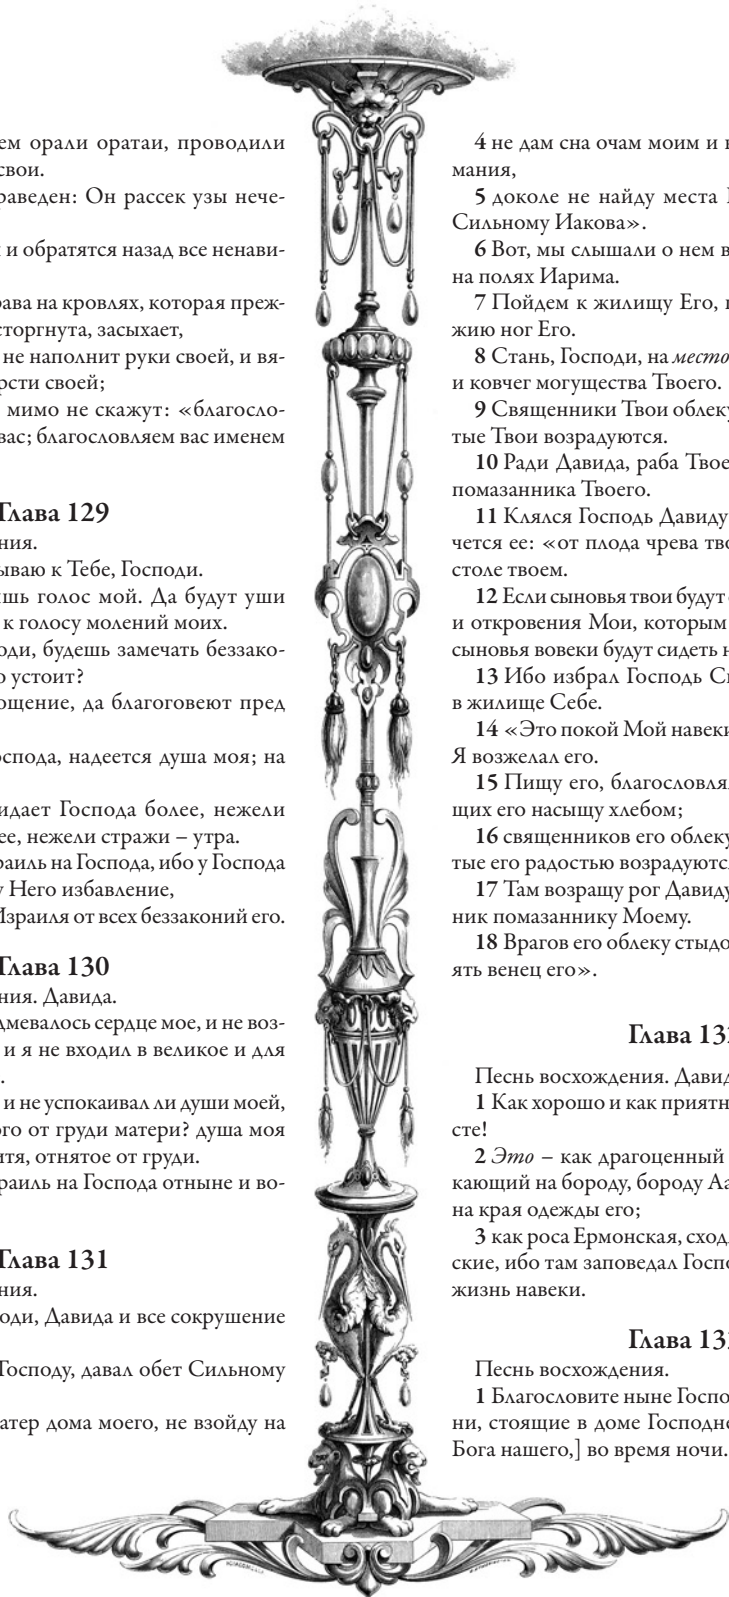 ем орали оратаи, проводили
свои.
раведен: Он рассек узы нече-
и обратятся назад все ненави-
рава на кровлях, которая преж-
сторгнута, засыхает,
не наполнит руки своей, и вя-
рсти своей;
мимо не скажут: «благосло-
вас; благословляем вас именем
Глава 129
ния.
ываю к Тебе, Господи.
ишь голос мой. Да будут уши
к голосу молений моих.
оди, будешь замечать беззако-
о устоит?
ощение, да благоговеют пред
оспода, надеется душа моя; на
идает Господа более, нежели
ее, нежели стражи – утра.
раиль на Господа, ибо у Господа
у Него избавление,
Израиля от всех беззаконий его.
Глава 130
ния. Давида.
дмевалось сердце мое, и не воз-
и я не входил в великое и для
.
и не успокаивал ли души моей,
ого от груди матери? душа моя
итя, отнятое от груди.
раиль на Господа отныне и во-
Глава 131
ния.
оди, Давида и все сокрушение
Господу, давал обет Сильному
атер дома моего, не взойду на
4 не дам сна очам моим и
мания,
5 доколе не найду места
Сильному Иакова».
6 Вот, мы слышали о нем в
на полях Иарима.
7 Пойдем к жилищу Его,
жию ног Его.
8 Стань, Господи, на место
и ковчег могущества Твоего.
9 Священники Твои облеку
тые Твои возрадуются.
10 Ради Давида, раба Твое
помазанника Твоего.
11 Клялся Господь Давиду
чется ее: «от плода чрева тво
столе твоем.
12 Если сыновья твои будут
и откровения Мои, которым
сыновья вовеки будут сидеть н
13 Ибо избрал Господь Си
в жилище Себе.
14 «Это покой Мой навеки
Я возжелал его.
15 Пищу его, благословля
щих его насыщу хлебом;
16 священников его облеку
тые его радостью возрадуютс
17 Там возращу рог Давиду
ник помазаннику Моему.
18 Врагов его облеку стыдо
ять венец его».
Глава 13
Песнь восхождения. Давид
1 Как хорошо и как приятн
сте!
2 Это – как драгоценный
кающий на бороду, бороду Аа
на края одежды его;
3 как роса Ермонская, сход
ские, ибо там заповедал Госпо
жизнь навеки.
Глава 13
Песнь восхождения.
1 Благословите ныне Госпо
ни, стоящие в доме Господне
Бога нашего,] во время ночи.